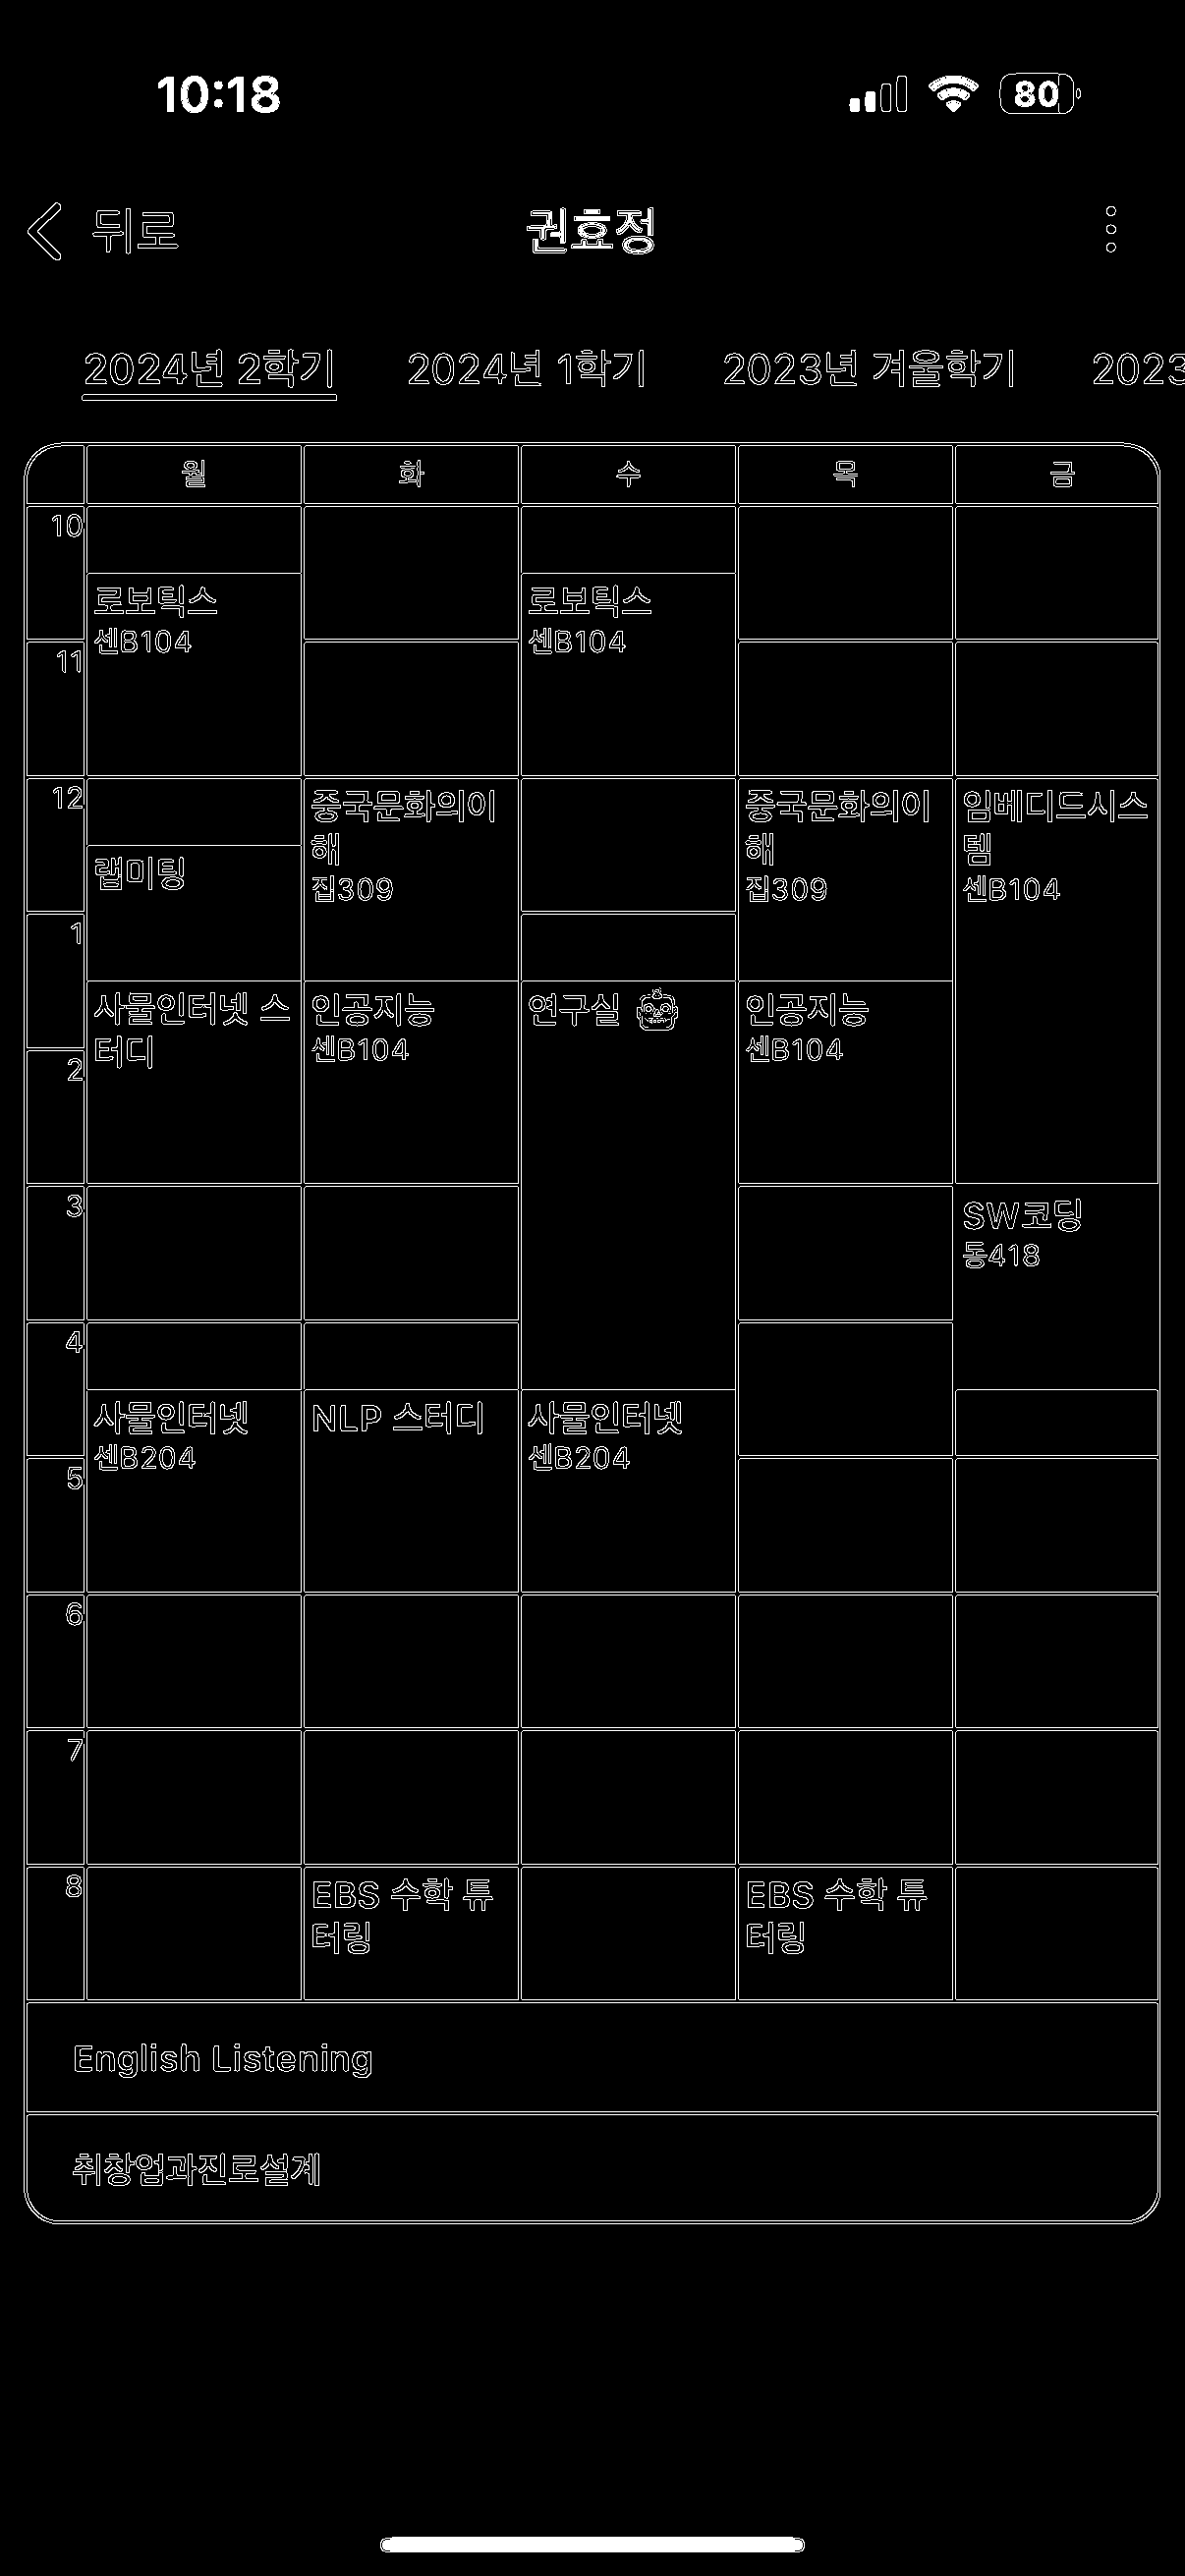 10:18
80
뒤로
권효정
2024년 2학기
2024년 1학기
2023년 겨울학기
2023
월
화
수
목
금
10
로보틱스
센B104
로보틱스
센B104
11
12
중국문화의이
해
집309
중국문화의이
해
집309
임베디드시스
템
센B104
랩미팅
1
사물인터넷 스
터디
인공지능
센B104
연구실
인공지능
센B104
2
3
SW코딩
동418
4
사물인터넷
센B204
NLP 스터디
사물인터넷
센B204
5
6
7
8
EBS 수학 튜
터링
EBS 수학 튜
터링
English Listening
취창업과진로설계